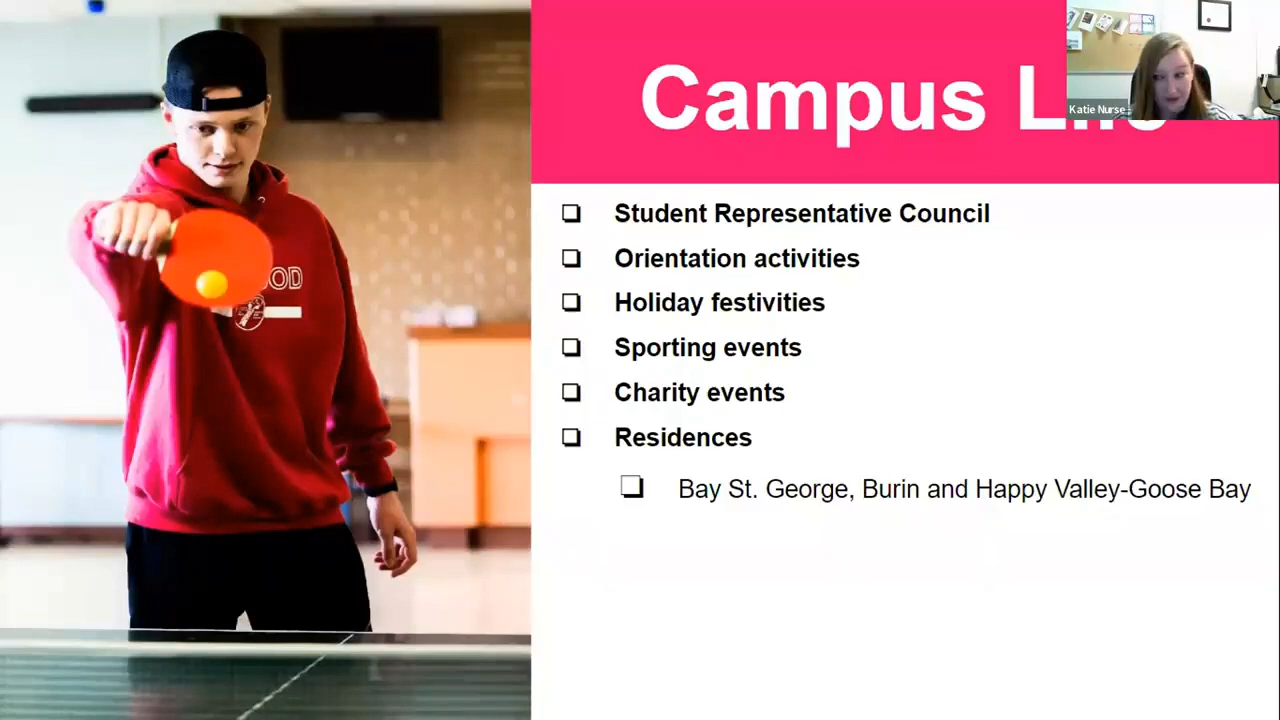 Campus
Katie Nurse
❑ Student Representative Council
❑ Orientation activities
❑ Holiday festivities
❑ Sporting events
❑ Charity events
❑ Residences
❑ Bay St. George, Burin and Happy Valley-Goose Bay